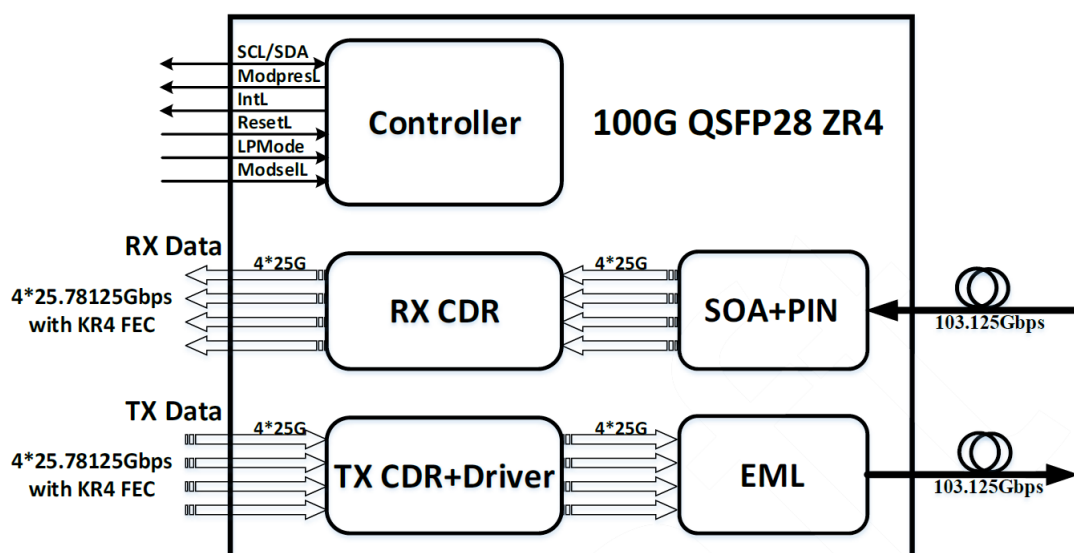 SCL/SDA
ModpresL
IntL
ResetL
LPMode
ModselL
Controller
100G QSFP28 ZR4
RX Data
4*25.78125Gbps
with KR4 FEC
4*25G
RX CDR
4*25G
SOA+PIN
103.125Gbps
TX Data
4*25.78125Gbps
with KR4 FEC
4*25G
TX CDR+Driver
4*25G
EML
103.125Gbps